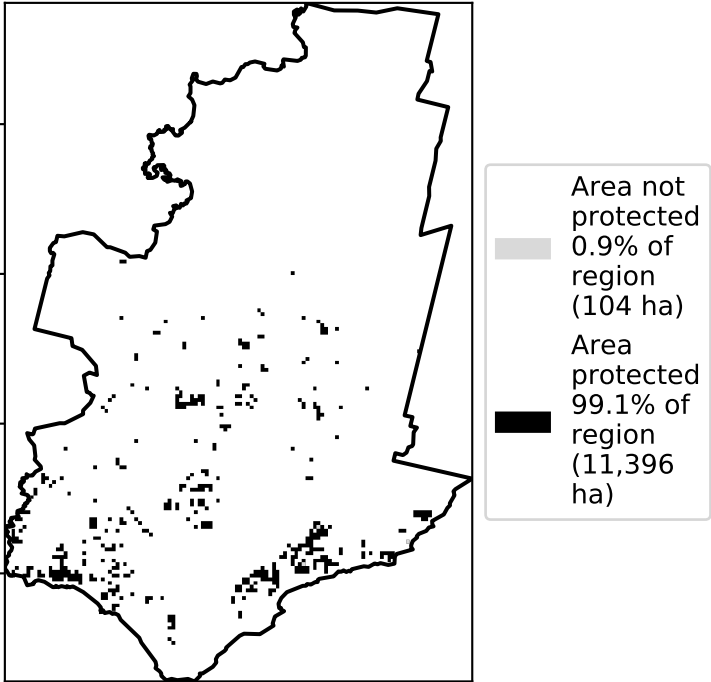 Area not
protected
0.9% of
region
(104 ha)
Area
protected
99.1% of
region
(11,396
ha)